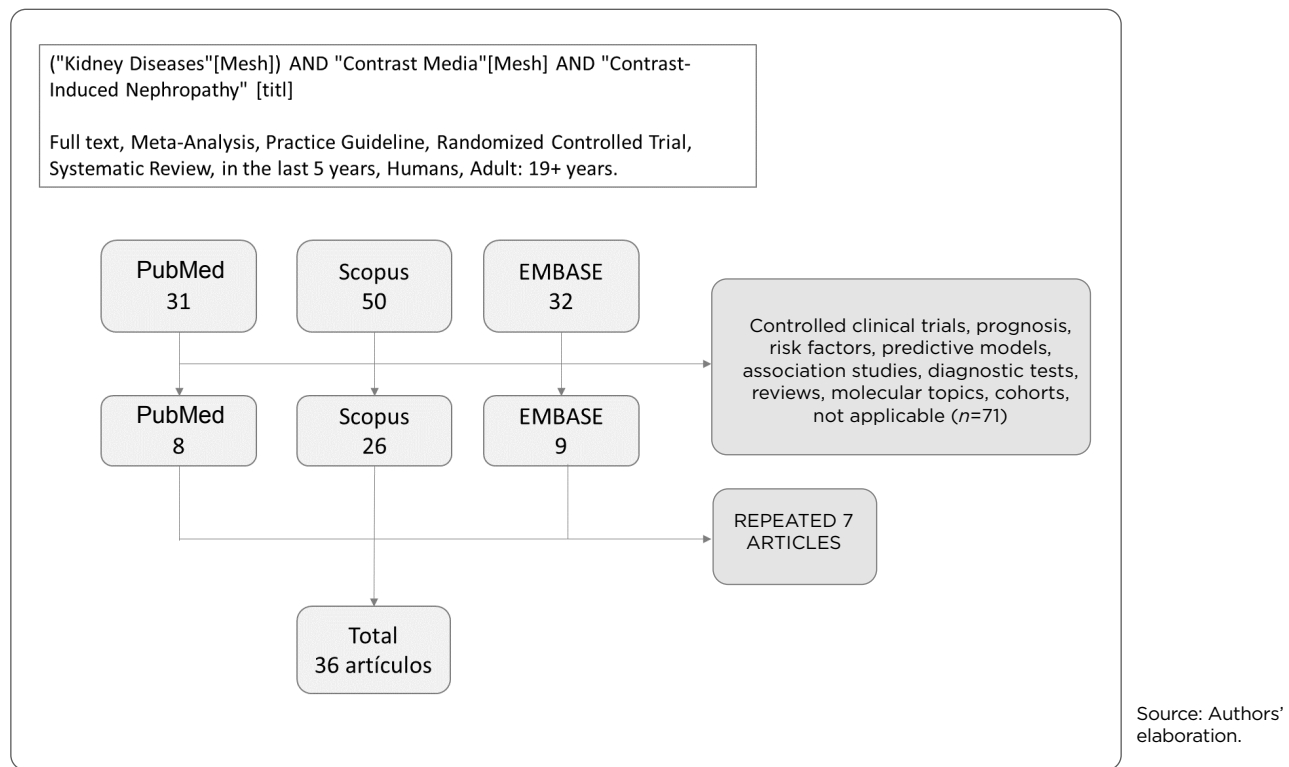 ("Kidney Diseases"[Mesh]) AND "Contrast Media"[Mesh] AND "Contrast-
Induced Nephropathy" [titl]
Full text, Meta-Analysis, Practice Guideline, Randomized Controlled Trial,
Systematic Review, in the last 5 years, Humans, Adult: 19+ years.
PubMed
31
Scopus
50
EMBASE
32
Controlled clinical trials, prognosis,
risk factors, predictive models,
association studies, diagnostic tests,
reviews, molecular topics, cohorts,
not applicable (n=71)
PubMed
8
Scopus
26
EMBASE
9
REPEATED 7
ARTICLES
Total
36 artículos
Source: Authors’
elaboration.